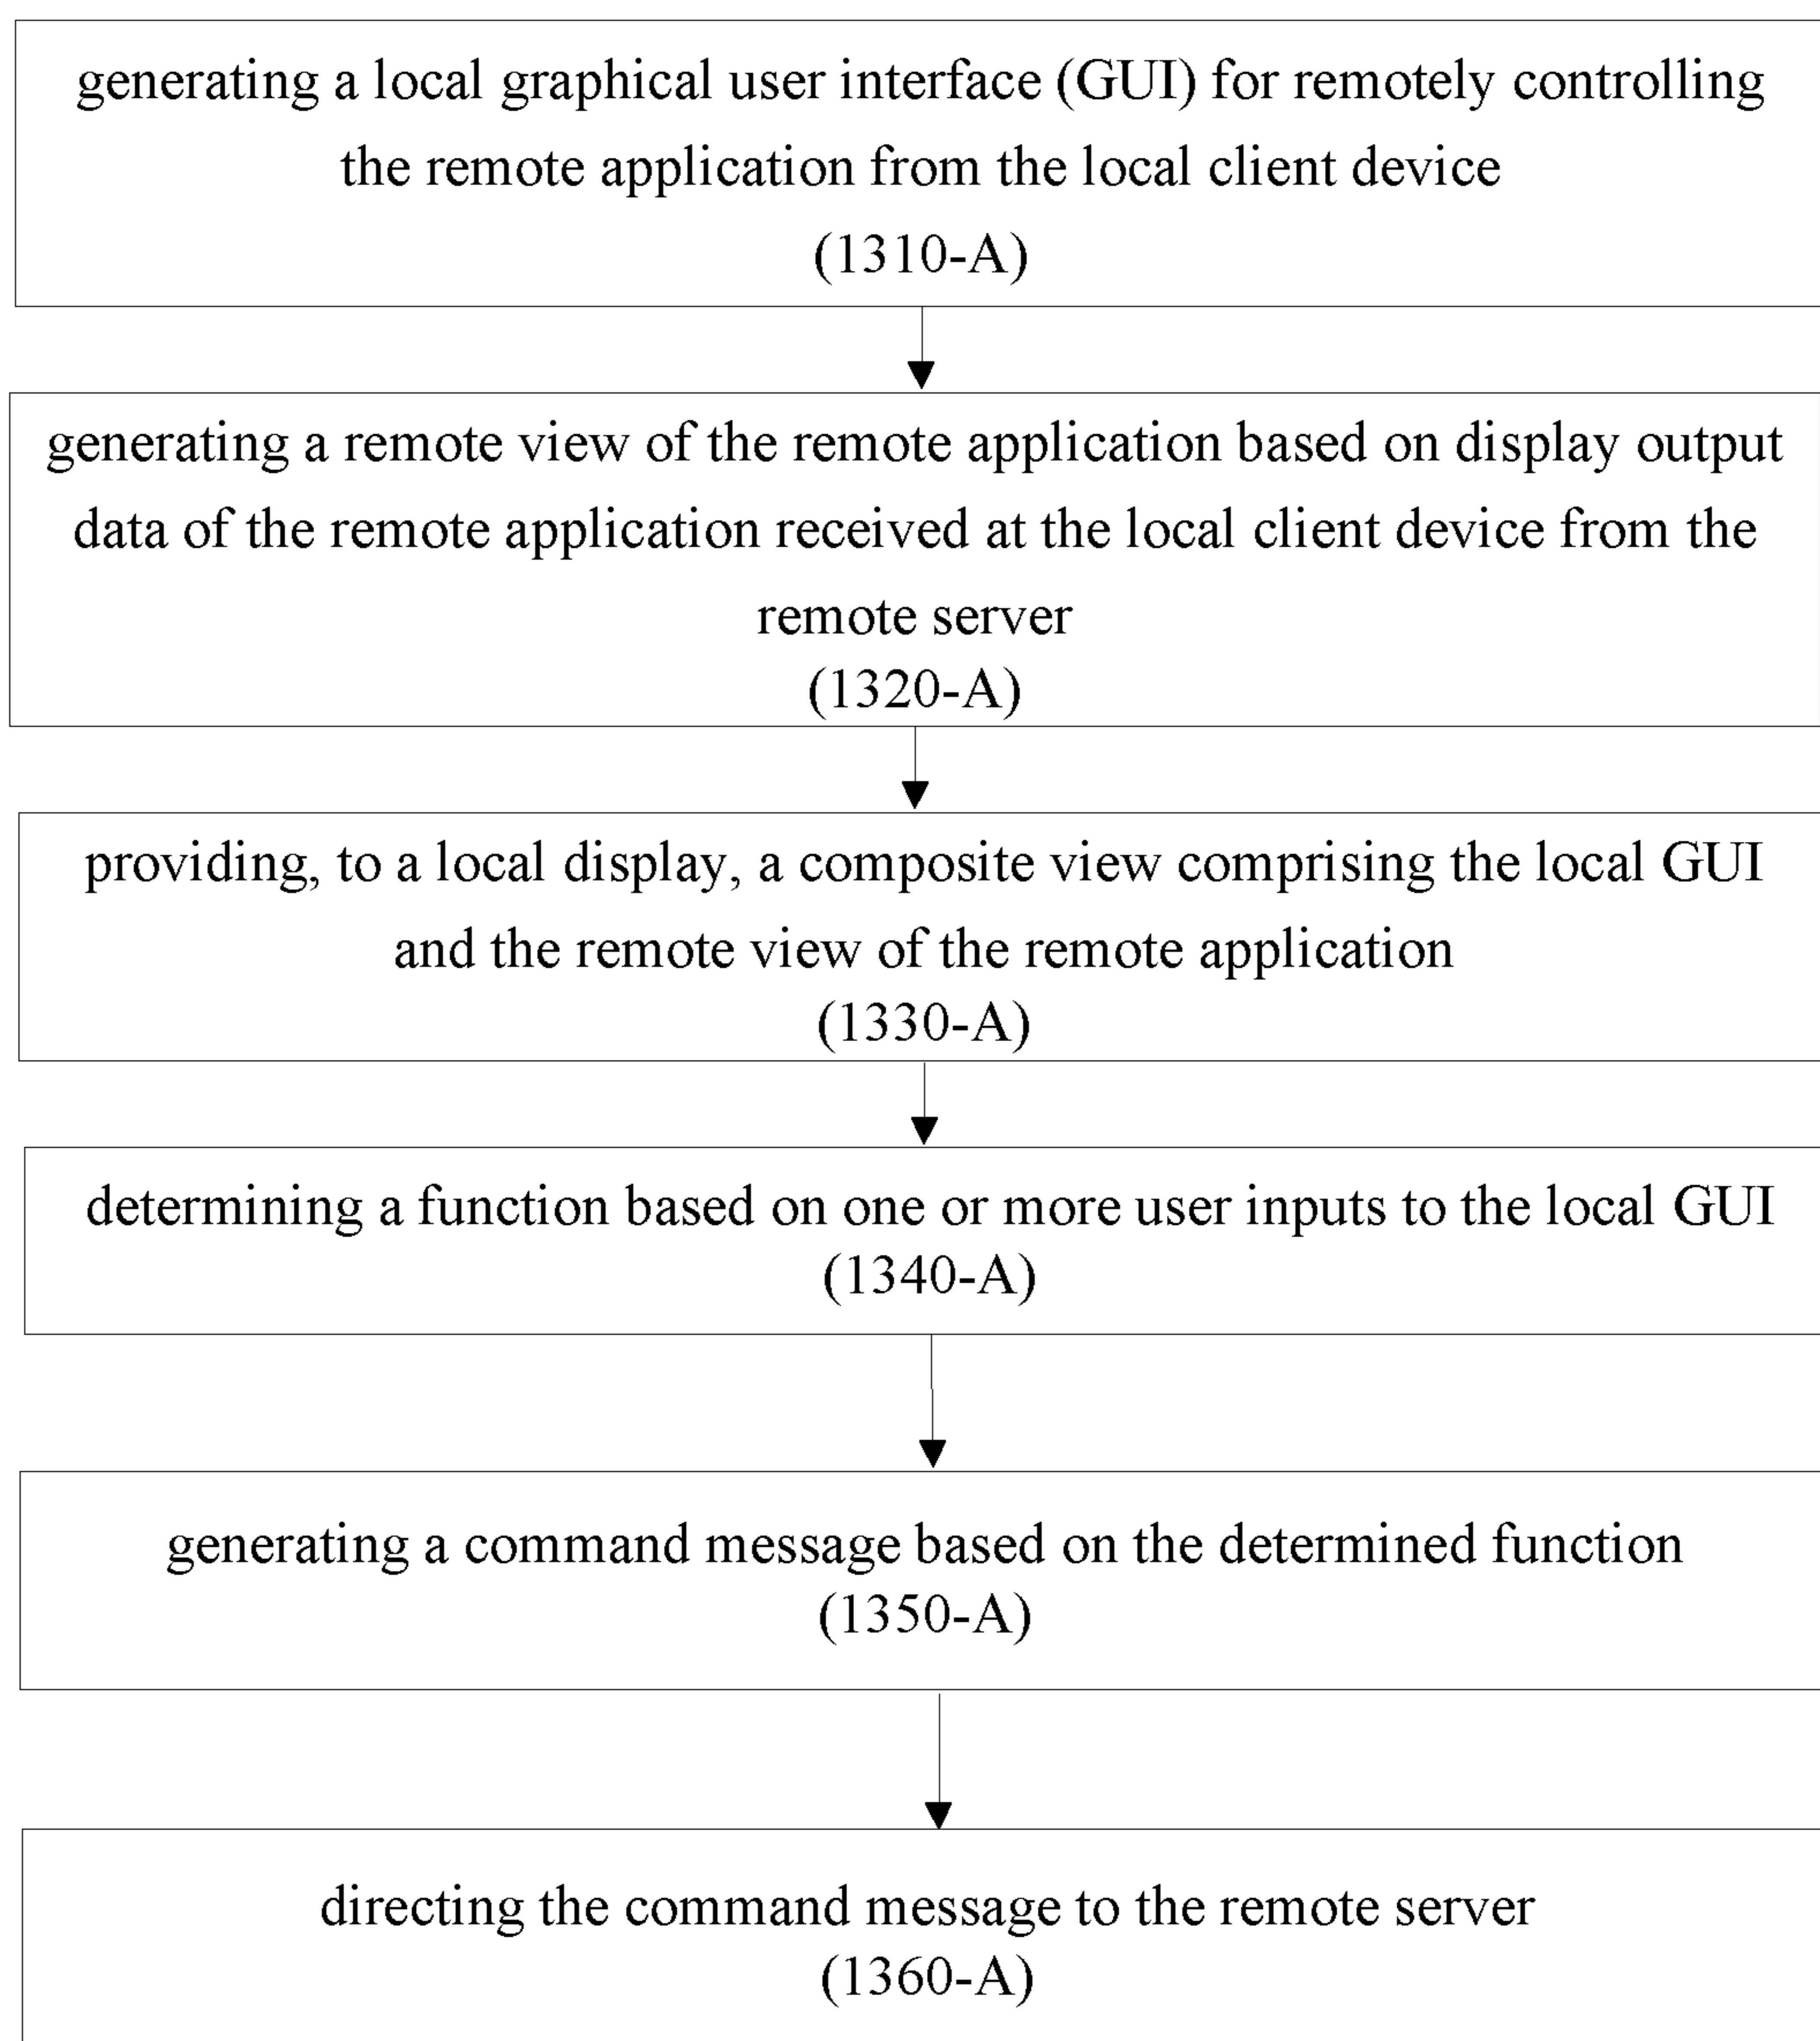 generating a local graphical user interface (GUI) for remotely controlling
the remote application from the local client device
(1310-A)
generating a remote view of the remote application based on display output
data of the remote application received at the local client device from the
remote server
(1320-A)
providing, to a local display, a composite view comprising the local GUI
and the remote view of the remote application
(1330-A)
determining a function based on one or more user inputs to the local GUI
(1340-A)
generating a command message based on the determined function
(1350-A)
directing the command message to the remote server
(1360-A)